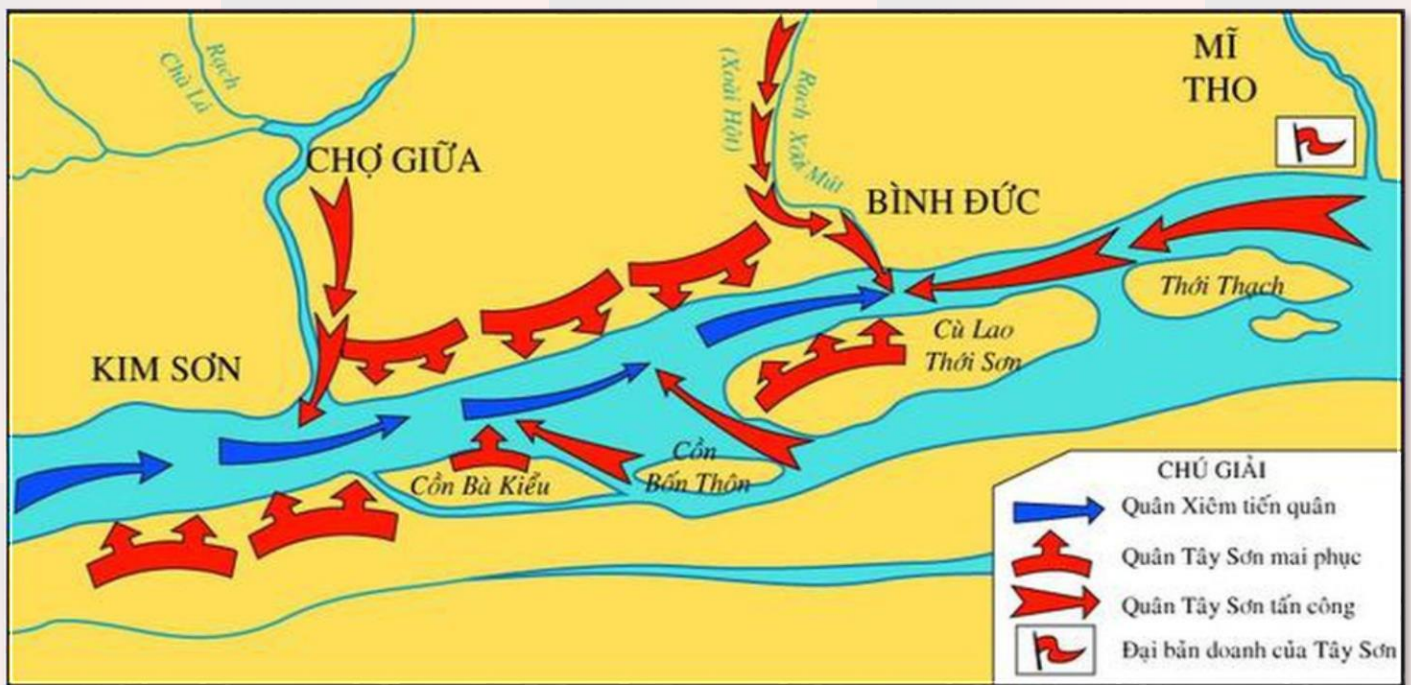 MĨ
THO
Rạch
Chà Là
(Xoài Hột)
Rạch Xoài Mút
CHỢ GIỮA
BÌNH ĐỨC
Thới Thạch
Cù Lao
Thới Sơn
KIM SƠN
Cồn
Bốn Thôn
Cồn Bà Kiểu
CHÚ GIẢI
Quân Xiêm tiến quân
Quân Tây Sơn mai phục
Quân Tây Sơn tấn công
Đại bản doanh của Tây Sơn